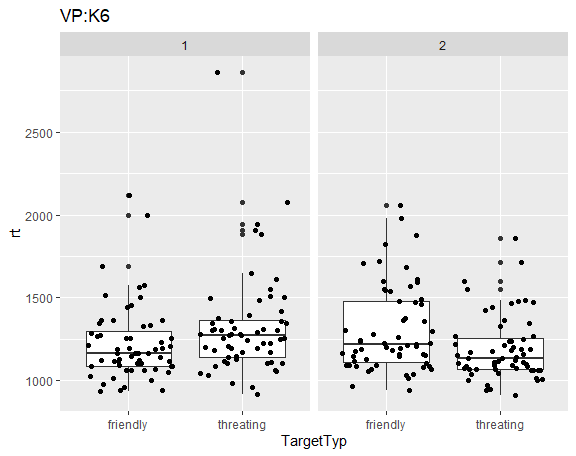 VP:K6
1 2
2500
2000
1500
1000
rt
friendly threating friendly threating
TargetTyp